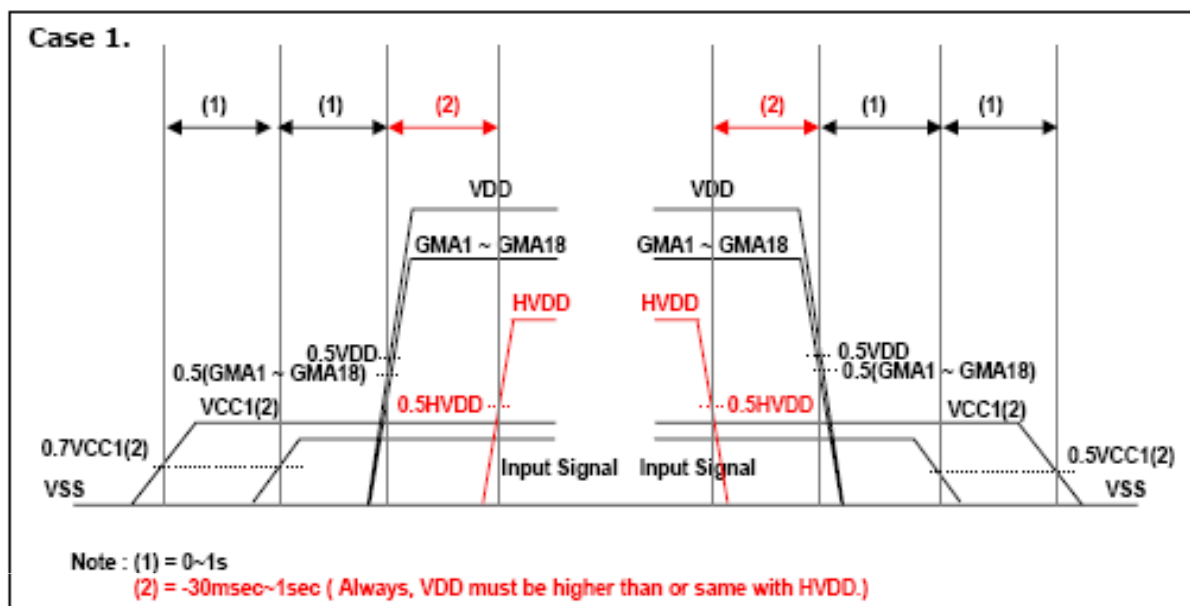 Case 1.
(1) (1) (2) (2) (1) (1)
VDD VDD
GMA1 ~ GMA18 GMA1 ~ GMA18
HVDD HVDD
0.5VDD 0.5VDD
0.5(GMA1 ~ GMA18) 0.5(GMA1 ~ GMA18)
VCC1(2) 0.5HVDD 0.5HVDD VCC1(2)
0.7VCC1(2) Input Signal Input Signal 0.5VCC1(2)
VSS VSS
Note : (1) = 0~1s
(2) = -30msec~1sec ( Always, VDD must be higher than or same with HVDD.)